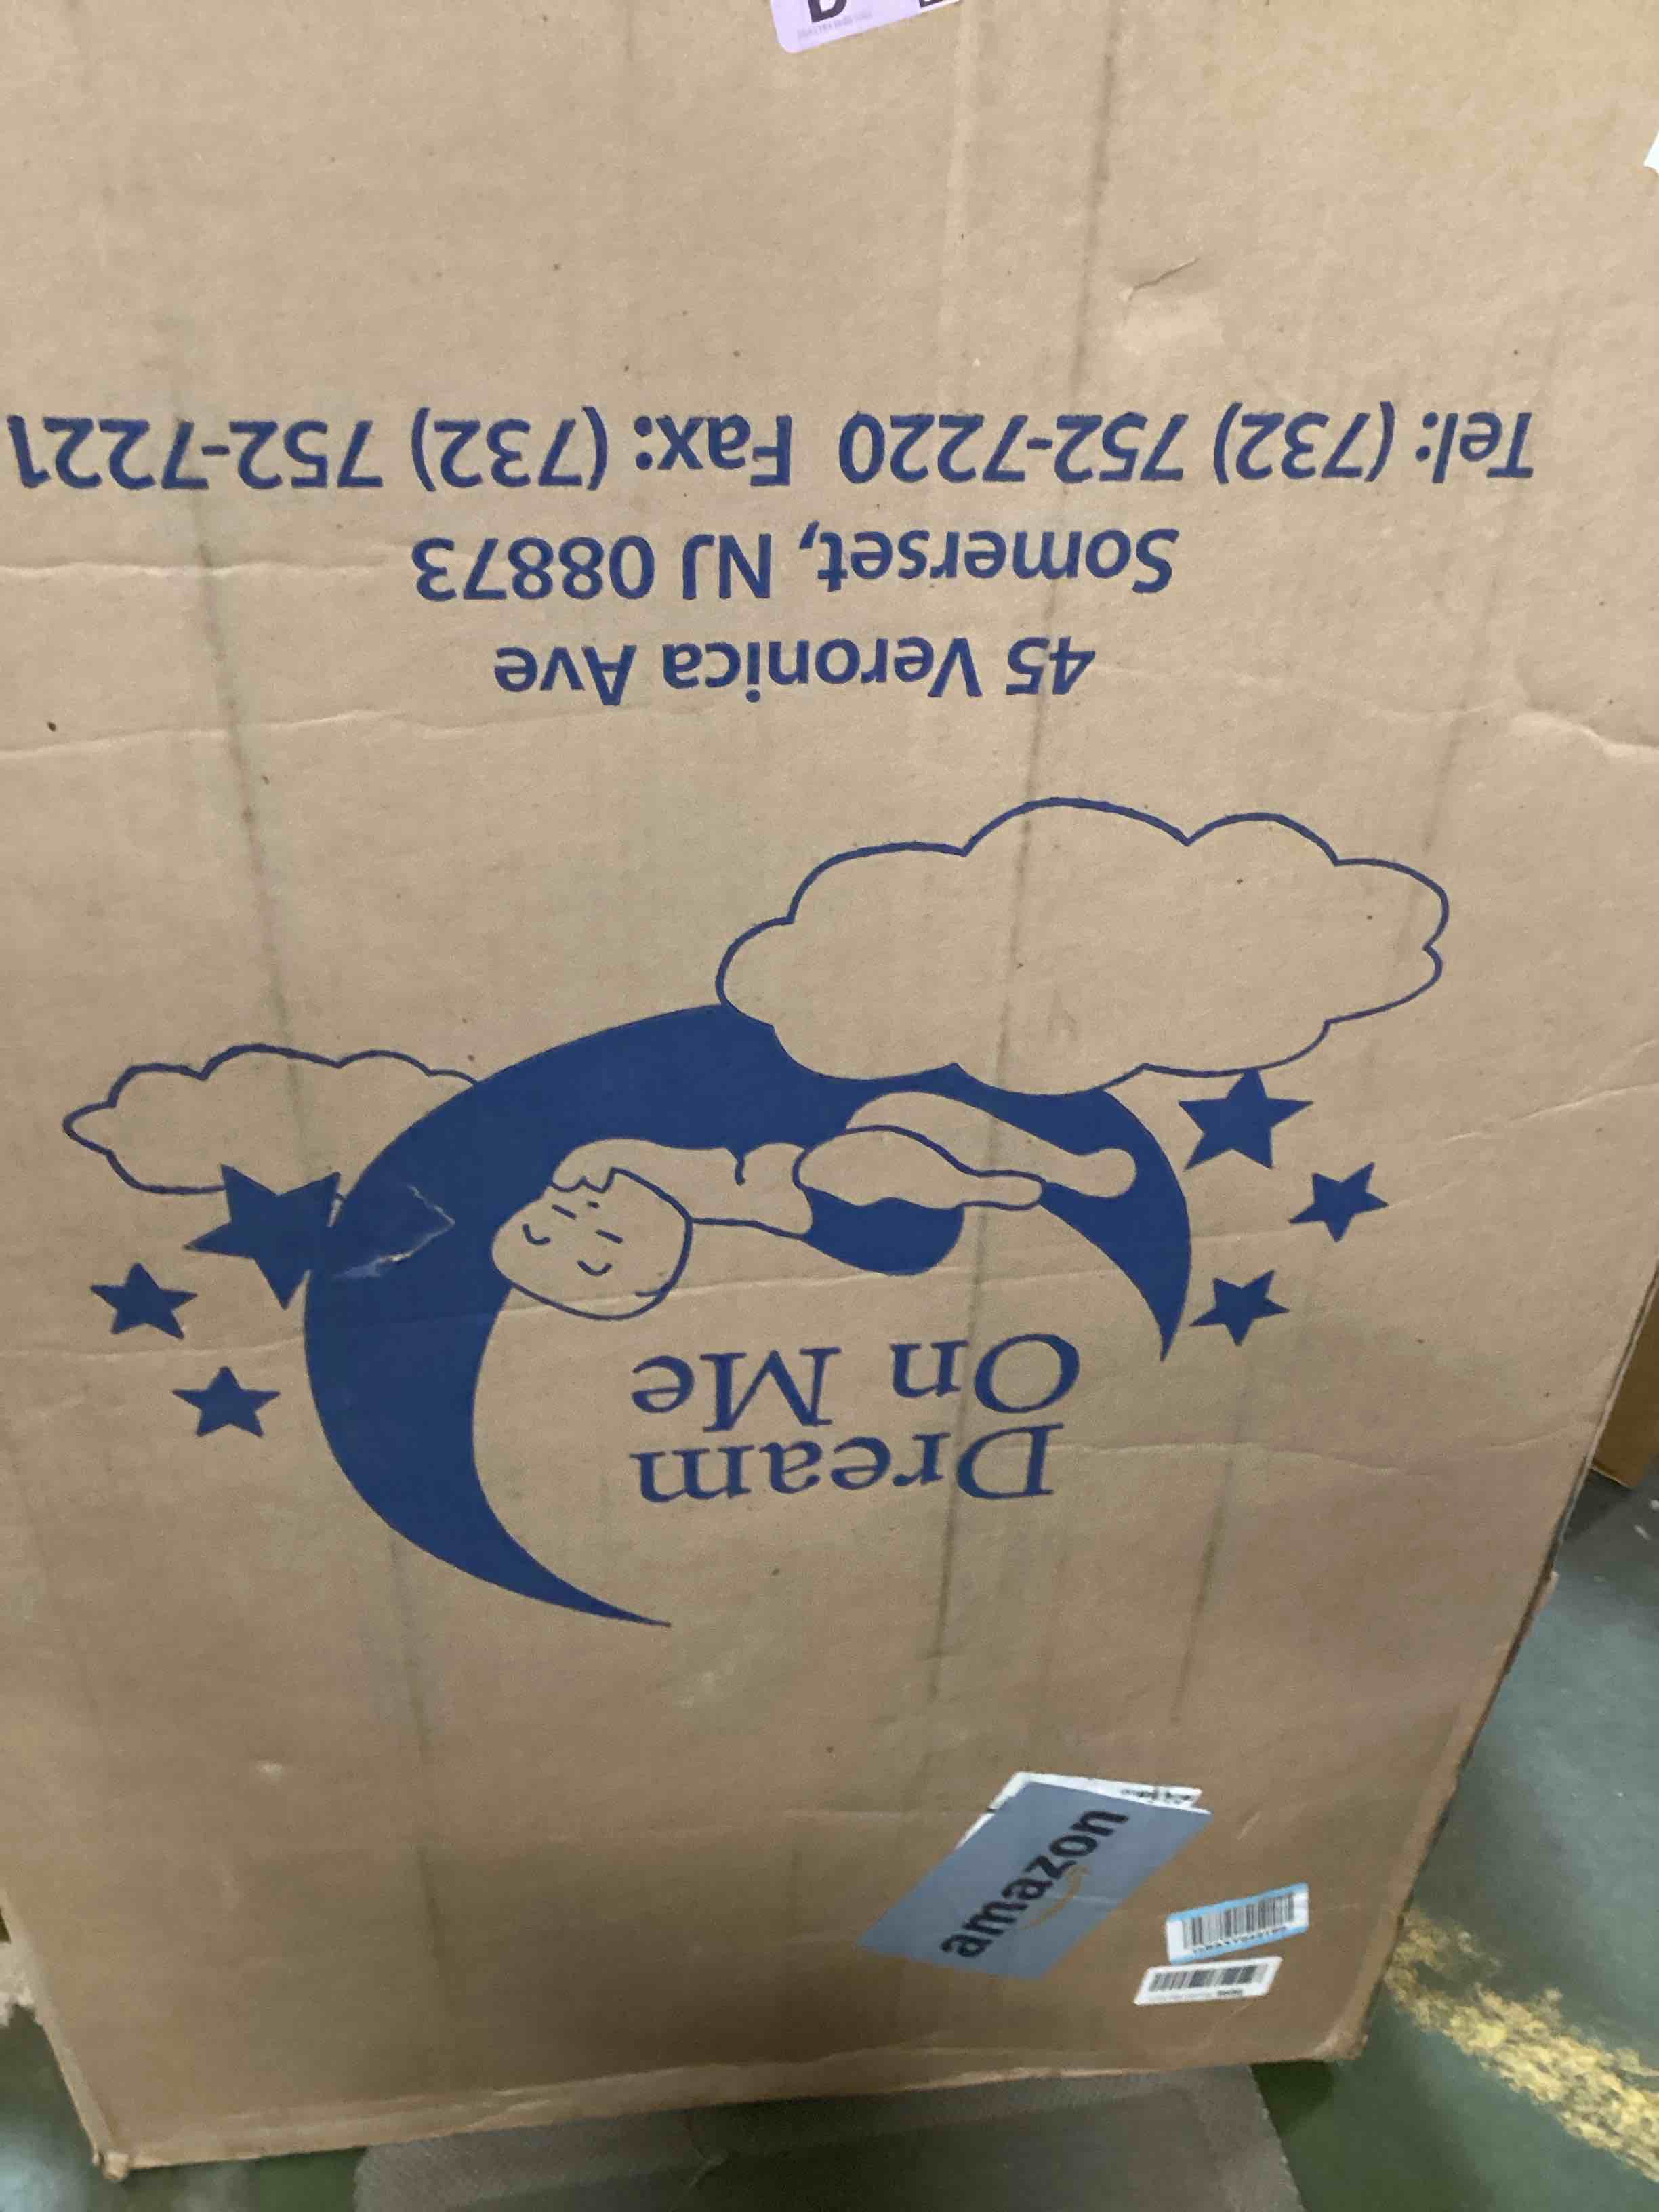 Dream
On Me
45 Veronica Ave
Somerset, NJ 08873
Tel: (732) 752-7220 Fax: (732) 752-7221
amazon